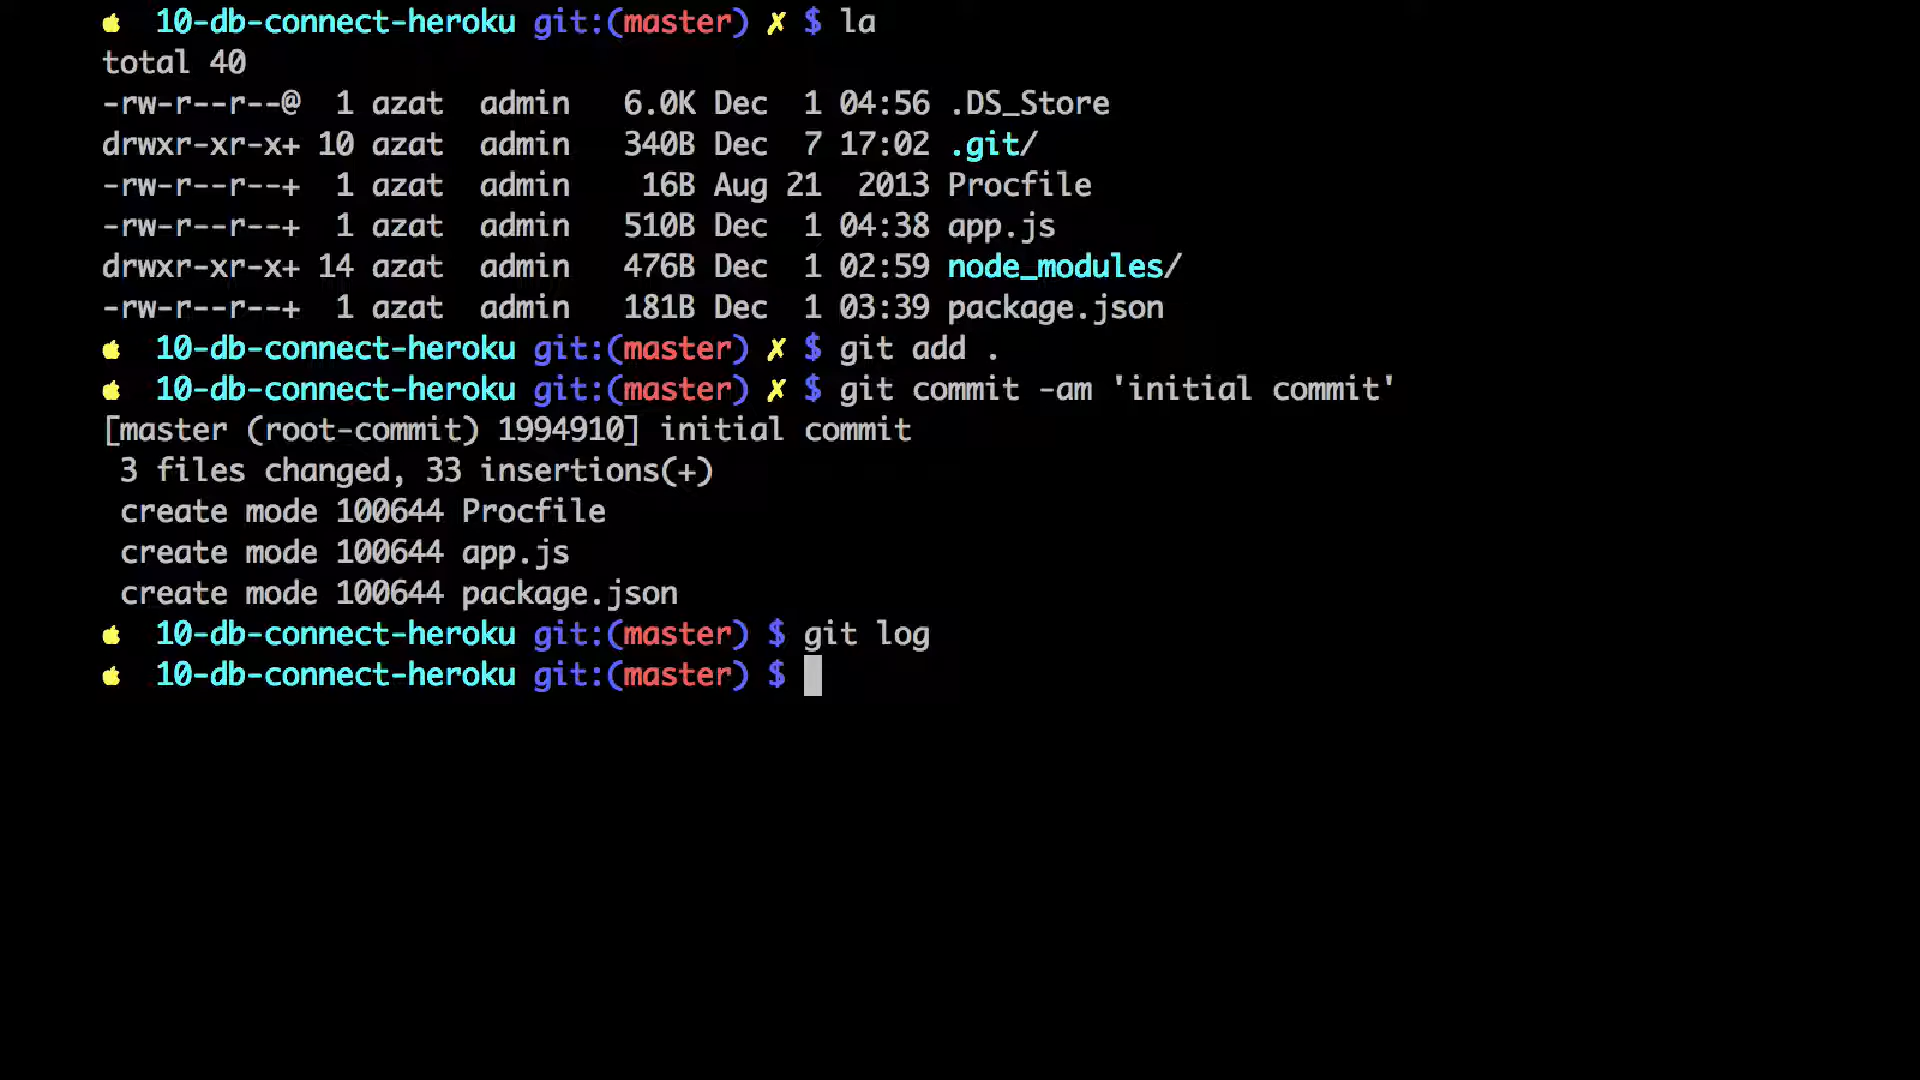 10-db-connect-heroku git:(master) ✗ $ la
total 40
-rw-r--r--@  1 azat  admin   6.0K Dec  1 04:56 .DS_Store
drwxr-xr-x+ 10 azat  admin   340B Dec  7 17:02 .git/
-rw-r--r--+  1 azat  admin    16B Aug 21  2013 Procfile
-rw-r--r--+  1 azat  admin   510B Dec  1 04:38 app.js
drwxr-xr-x+ 14 azat  admin   476B Dec  1 02:59 node_modules/
-rw-r--r--+  1 azat  admin   181B Dec  1 03:39 package.json
10-db-connect-heroku git:(master) ✗ $ git add .
10-db-connect-heroku git:(master) ✗ $ git commit -am 'initial commit'
[master (root-commit) 1994910] initial commit
 3 files changed, 33 insertions(+)
 create mode 100644 Procfile
 create mode 100644 app.js
 create mode 100644 package.json
10-db-connect-heroku git:(master) $ git log
10-db-connect-heroku git:(master) $